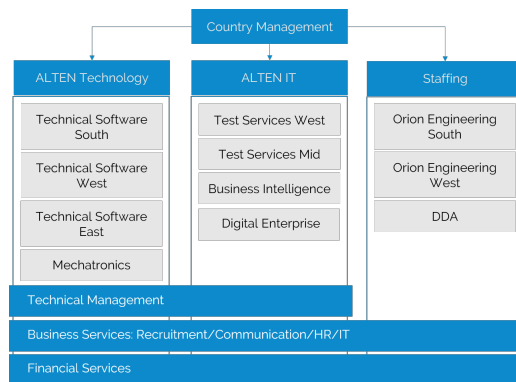 Country Management
ALTEN Technology
ALTEN IT
Staffing
Technical Software
South
Technical Software
West
Technical Software
East
Mechatronics
Test Services West
Test Services Mid
Business Intelligence
Digital Enterprise
Orion Engineering
South
Orion Engineering
West
DDA
Technical Management
Business Services: Recruitment/Communication/HR/IT
Financial Services